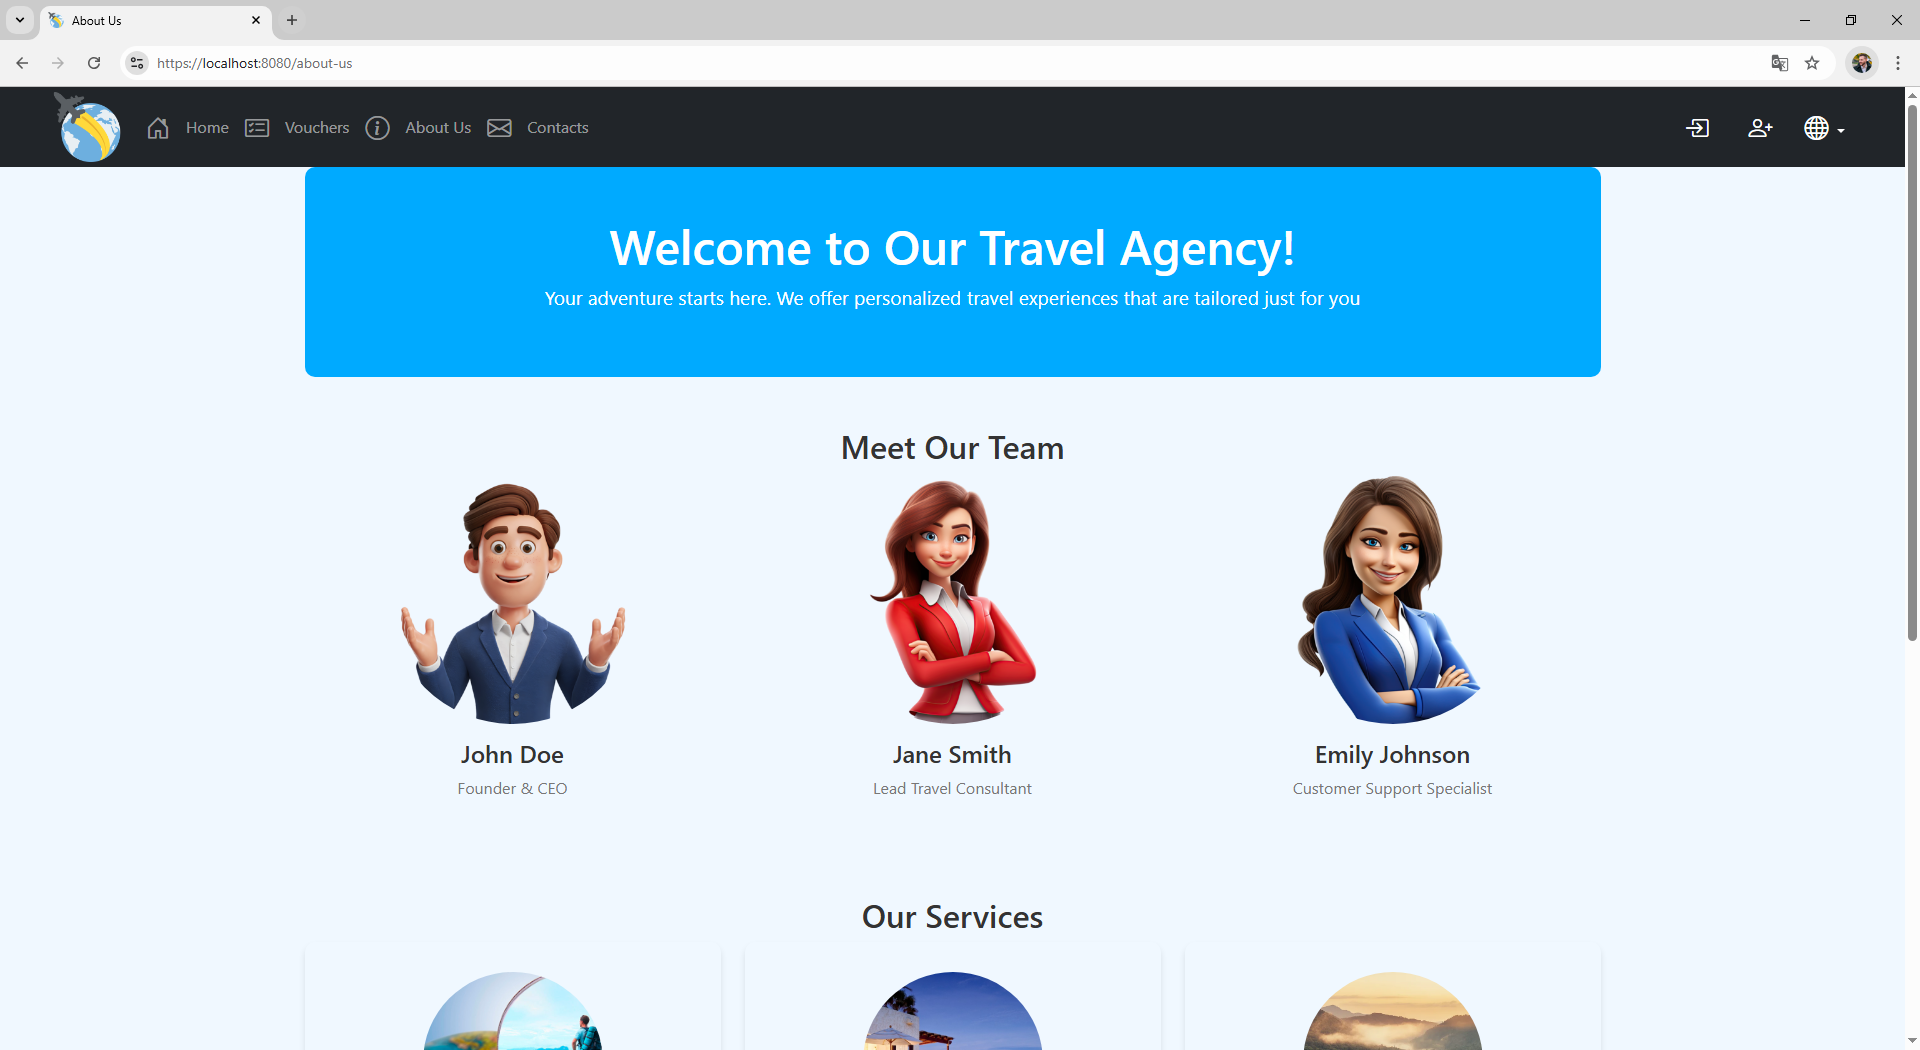 About Us
https://localhost:8080/about-us
Home
Vouchers
About Us
Contacts
Welcome to Our Travel Agency!
Your adventure starts here. We offer personalized travel experiences that are tailored just for you
Meet Our Team
John Doe
Jane Smith
Emily Johnson
Founder & CEO
Lead Travel Consultant
Customer Support Specialist
Our Services